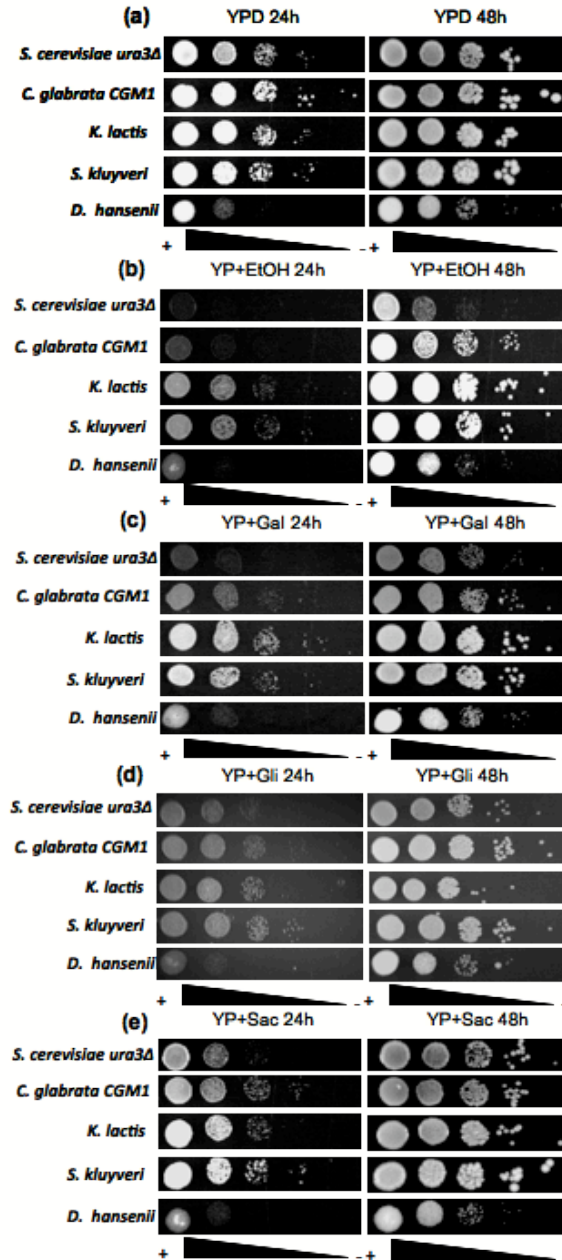 (a)
YPD 24h YPD 48h
S. cerevisiae ura3Δ
C. glabrata CGM1
K. lactis
S. kluyveri
D. hansenii
+ - +
(b)
YP+EtOH 24h YP+EtOH 48h
S. cerevisiae ura3Δ
C. glabrata CGM1
K. lactis
S. kluyveri
D. hansenii
+ - +
(c)
YP+Gal 24h YP+Gal 48h
S. cerevisiae ura3Δ
C. glabrata CGM1
K. lactis
S. kluyveri
D. hansenii
+ - +
(d)
YP+Gli 24h YP+Gli 48h
S. cerevisiae ura3Δ
C. glabrata CGM1
K. lactis
S. kluyveri
D. hansenii
+ - +
(e)
YP+Sac 24h YP+Sac 48h
S. cerevisiae ura3Δ
C. glabrata CGM1
K. lactis
S. kluyveri
D. hansenii
+ - +